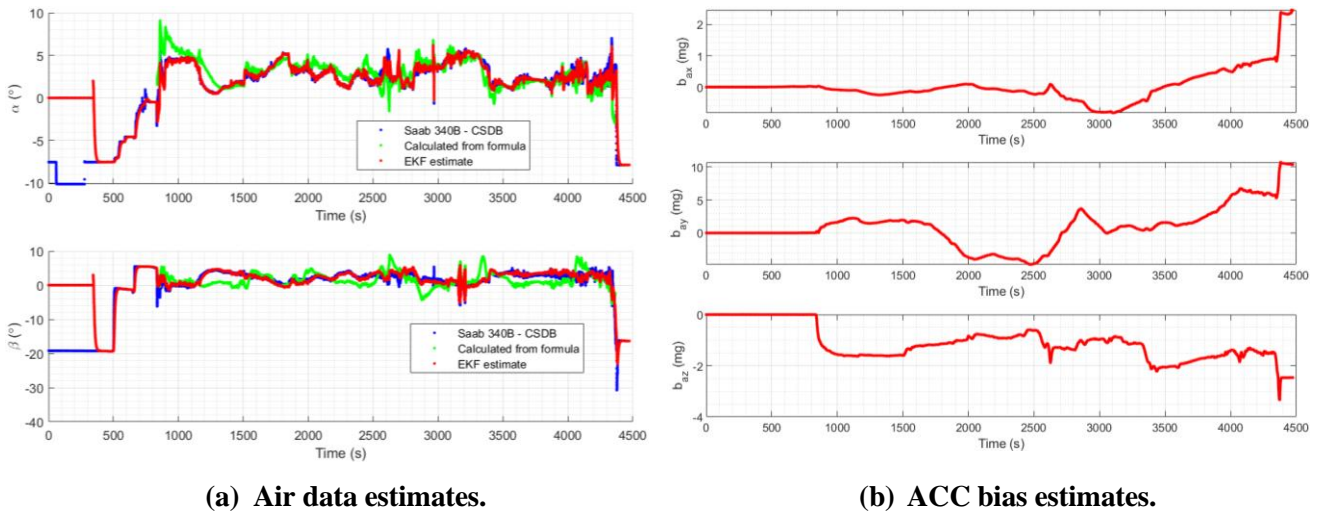 10
5
0
-5
-10
α (°)
Saab 340B - CSDB
Calculated from formula
EKF estimate
0 500 1000 1500 2000 2500 3000 3500 4000 4500
Time (s)
10
0
-10
-20
-30
-40
β (°)
Saab 340B - CSDB
Calculated from formula
EKF estimate
0 500 1000 1500 2000 2500 3000 3500 4000 4500
Time (s)
(a) Air data estimates.
2
1
0
b_ax (mg)
0 500 1000 1500 2000 2500 3000 3500 4000 4500
Time (s)
10
5
0
b_ay (mg)
0 500 1000 1500 2000 2500 3000 3500 4000 4500
Time (s)
0
-2
-4
b_az (mg)
0 500 1000 1500 2000 2500 3000 3500 4000 4500
Time (s)
(b) ACC bias estimates.